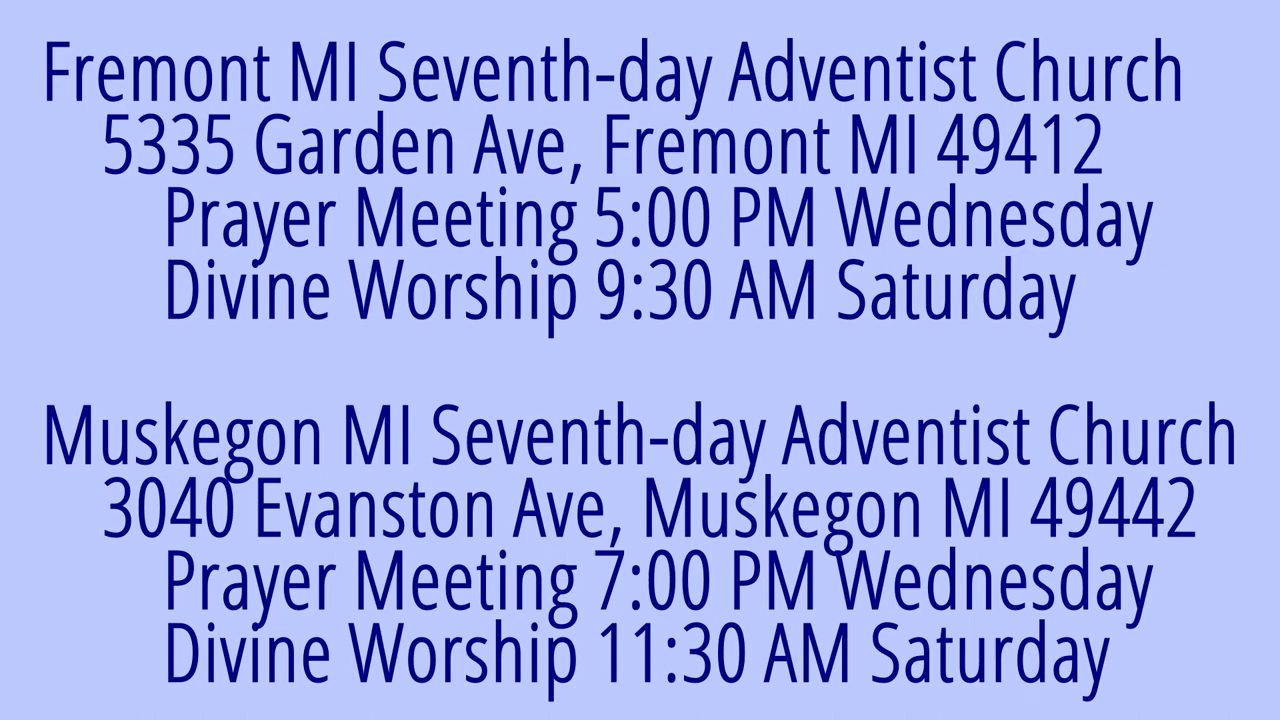 Fremont MI Seventh-day Adventist Church
5335 Garden Ave, Fremont MI 49412
Prayer Meeting 5:00 PM Wednesday
Divine Worship 9:30 AM Saturday
Muskegon MI Seventh-day Adventist Church
3040 Evanston Ave, Muskegon MI 49442
Prayer Meeting 7:00 PM Wednesday
Divine Worship 11:30 AM Saturday